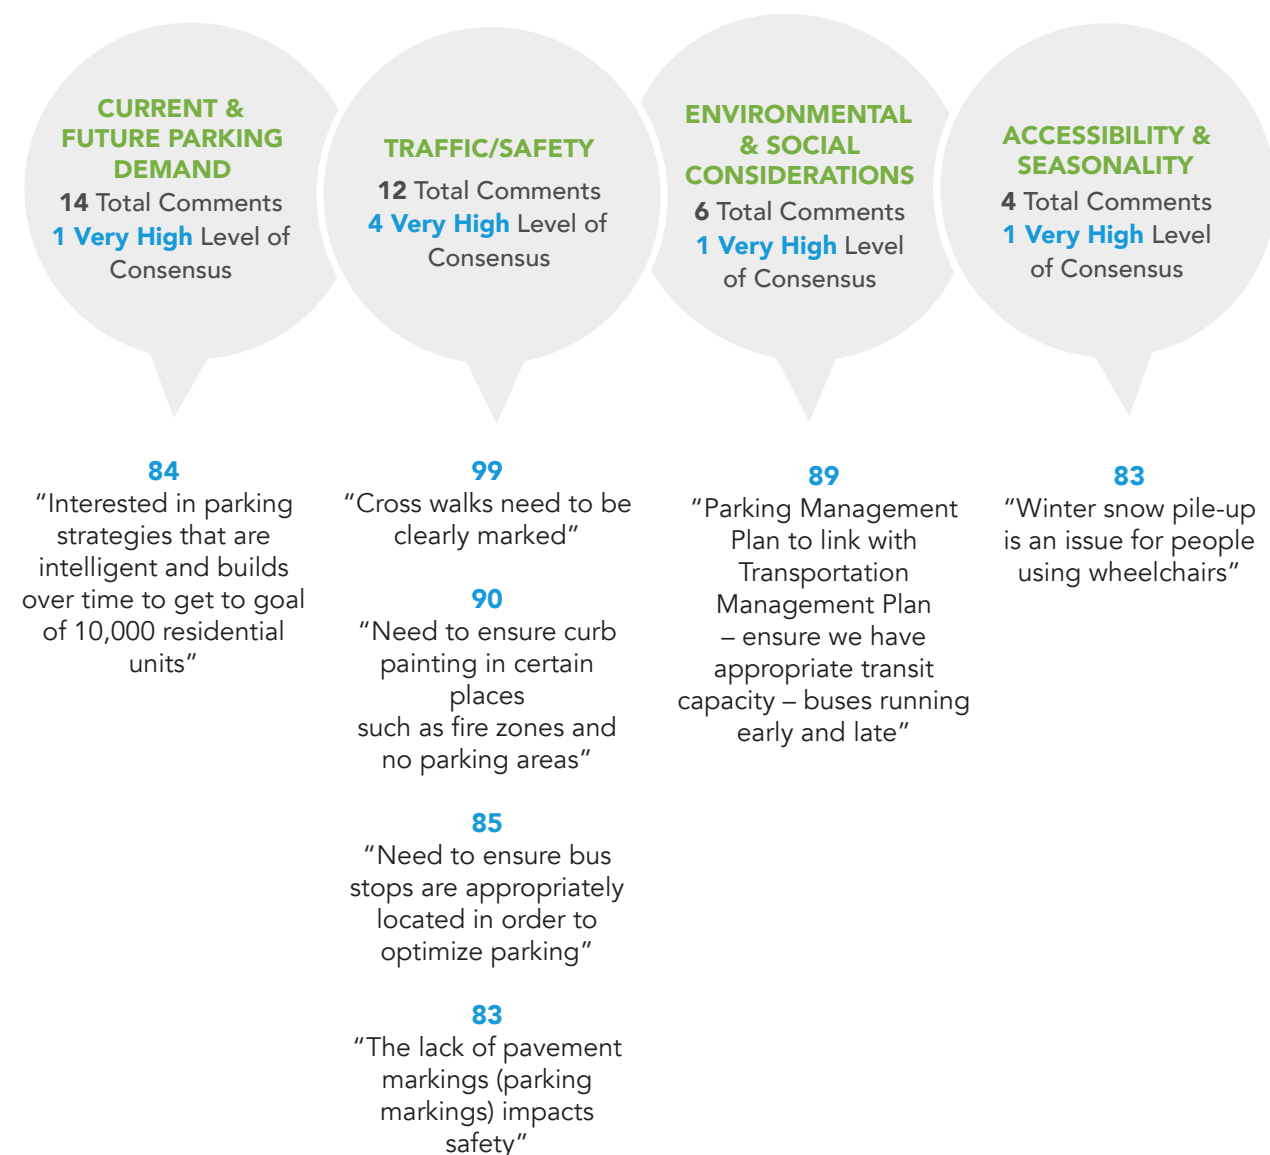 CURRENT &
FUTURE PARKING
DEMAND
14 Total Comments
1 Very High Level of
Consensus
TRAFFIC/SAFETY
12 Total Comments
4 Very High Level of
Consensus
ENVIRONMENTAL
& SOCIAL
CONSIDERATIONS
6 Total Comments
1 Very High Level
of Consensus
ACCESSIBILITY &
SEASONALITY
4 Total Comments
1 Very High Level
of Consensus
84
“Interested in parking
strategies that are
intelligent and builds
over time to get to goal
of 10,000 residential
units”
99
“Cross walks need to be
clearly marked”
90
“Need to ensure curb
painting in certain
places
such as fire zones and
no parking areas”
85
“Need to ensure bus
stops are appropriately
located in order to
optimize parking”
83
“The lack of pavement
markings (parking
markings) impacts
safety”
89
“Parking Management
Plan to link with
Transportation
Management Plan
– ensure we have
appropriate transit
capacity – buses running
early and late”
83
“Winter snow pile-up
is an issue for people
using wheelchairs”